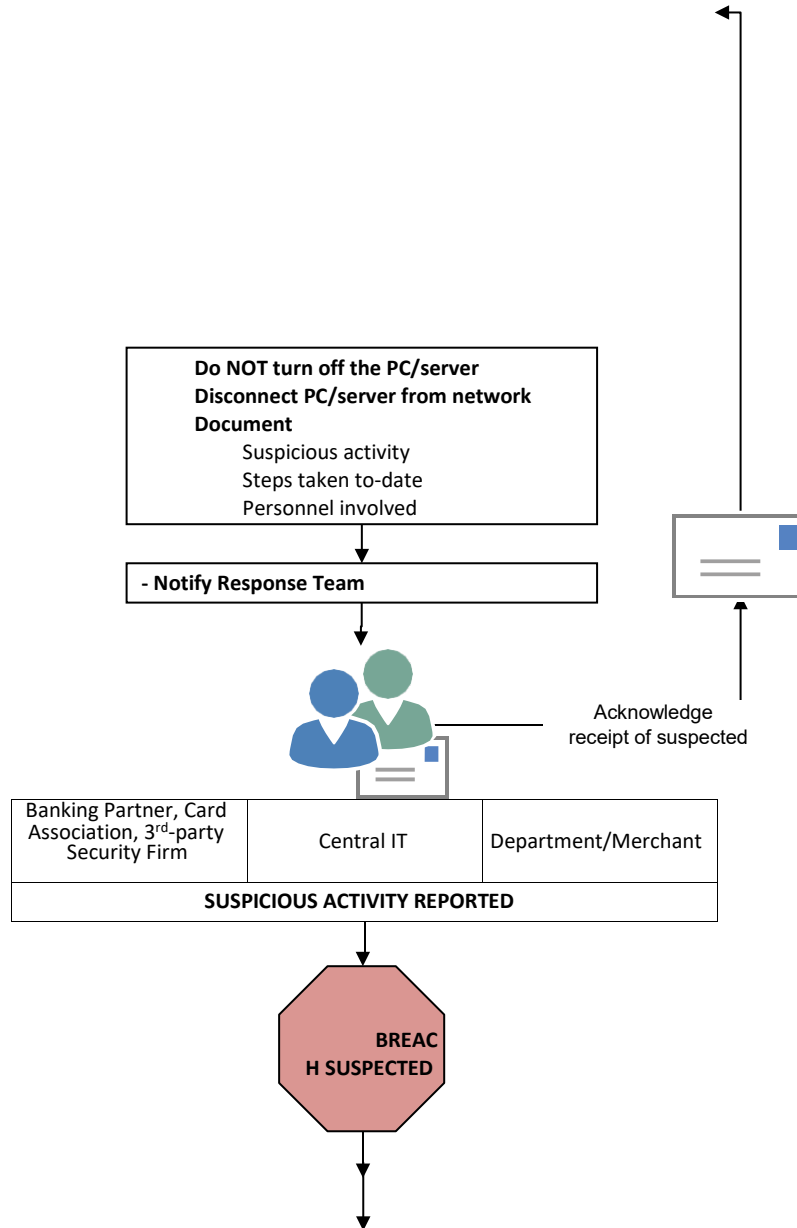 Do NOT turn off the PC/server
Disconnect PC/server from network
Document
Suspicious activity
Steps taken to-date
Personnel involved
- Notify Response Team
Acknowledge
receipt of suspected
Banking Partner, Card
Association, 3rd-party
Security Firm
Central IT
Department/Merchant
SUSPICIOUS ACTIVITY REPORTED
BREAC
H SUSPECTED